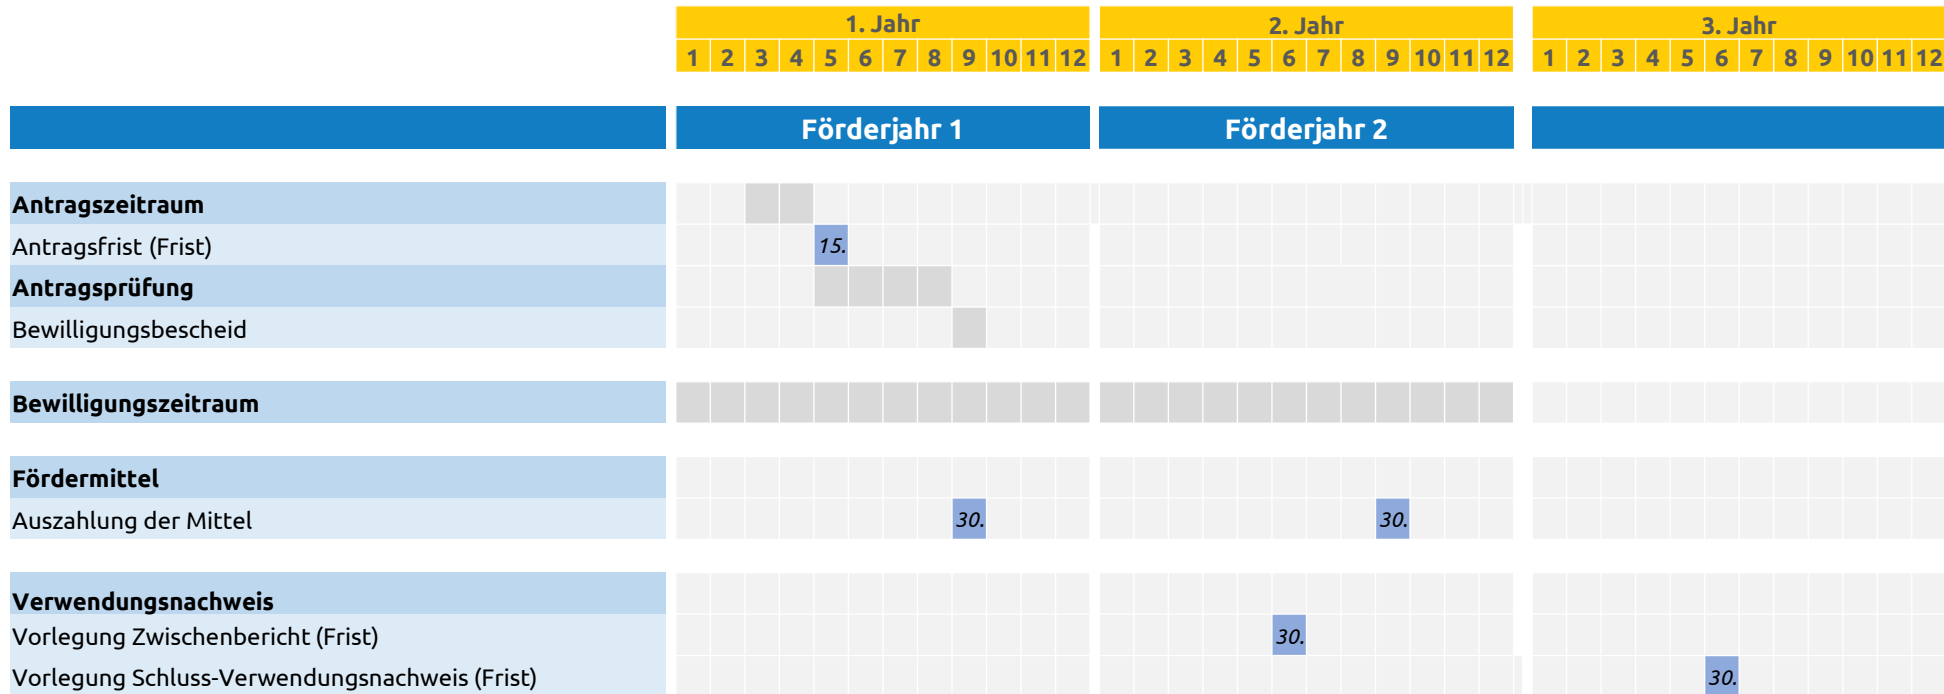 1. Jahr 2. Jahr 3. Jahr
1 2 3 4 5 6 7 8 9 10 11 12 1 2 3 4 5 6 7 8 9 10 11 12 1 2 3 4 5 6 7 8 9 10 11 12
Förderjahr 1 Förderjahr 2
Antragszeitraum
Antragsfrist (Frist) 15.
Antragsprüfung
Bewilligungsbescheid
Bewilligungszeitraum
Fördermittel
Auszahlung der Mittel 30. 30.
Verwendungsnachweis
Vorlegung Zwischenbericht (Frist) 30.
Vorlegung Schluss-Verwendungsnachweis (Frist) 30.